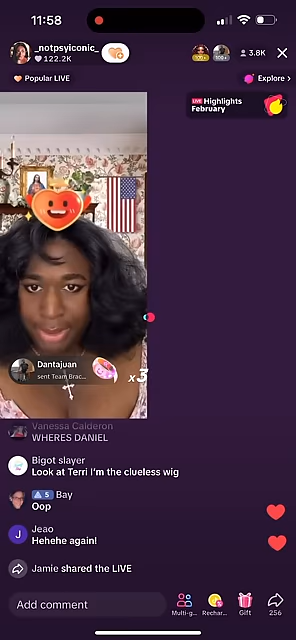 11:58
_notpsyiconic_
122.2K
100+
100+
3.8K
Popular LIVE
Explore >
LIVE Highlights
February
Dantajuan
sent Team Brac...
x3
Vanessa Calderon
WHERES DANIEL
Bigot slayer
Look at Terri I'm the clueless wig
5 Bay
Oop
J Jeao
Hehehe again!
Jamie shared the LIVE
Add comment
Multi-g...
Rechar...
Gift
256